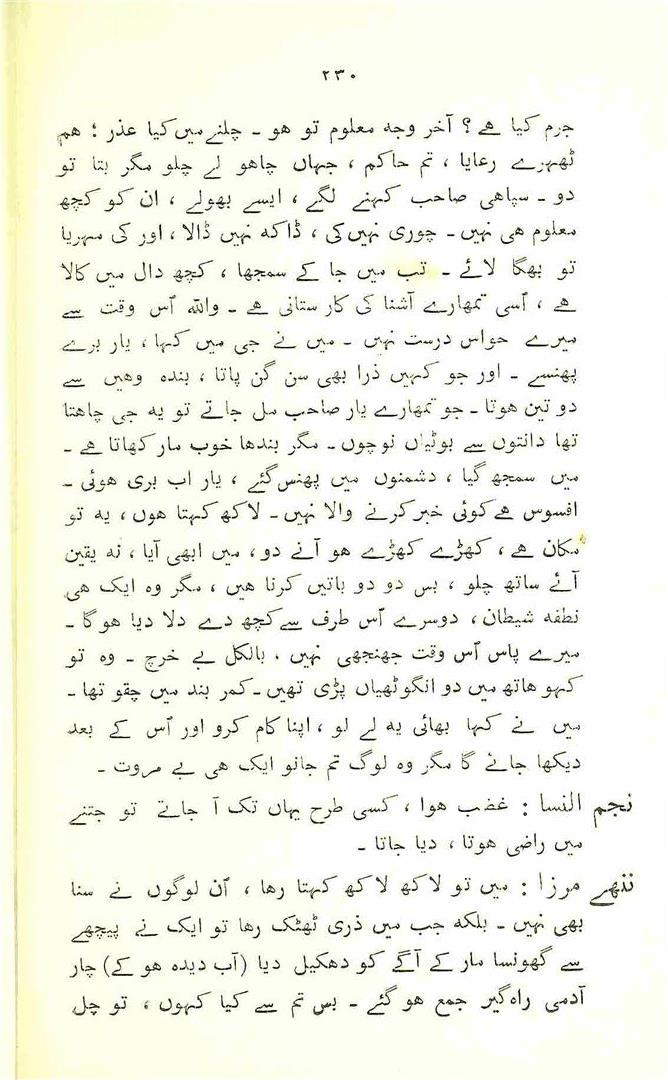 ۲۳۰
جرم کیا ہے ؟ آخر وجہ معلوم تو ہو ۔ چلنے میں کیا عذر ؛ ہم
ٹھہرے رعایا ، تم حاکم ، جہاں چاہو لے چلو مگر بتا تو
دو ۔ سپاہی صاحب کہنے لگے ، ایسے بھولے ، ان کو کچھ
معلوم ہی نہیں ۔ چوری نہیں کی ، ڈاکہ نہیں ڈالا ، اور کی مہریا
تو بھگا لائے ۔ تب میں جا کے سمجھا ، کچھ دال میں کالا
ہے ، اُسی تمھارے آشنا کی کارستانی ہے ۔ واللہ اُس وقت سے
میرے حواس درست نہیں ۔ میں نے جی میں کہا ، یار برے
پھنسے ۔ اور جو کہیں ذرا بھی سن گن پاتا ، بندہ وہیں سے
دو تین ہوتا ۔ جو تمھارے یار صاحب مل جاتے تو یہ جی چاہتا
تھا دانتوں سے بوٹیاں نوچوں ۔ مگر بندھا خوب مار کھاتا ہے ۔
میں سمجھ گیا ، دشمنوں میں پھنس گئے ، یار اب بری ہوئی ۔
افسوس ہے کوئی خبر کرنے والا نہیں ۔ لاکھ کہتا ہوں ، یہ تو
مکان ہے ، کھڑے کھڑے ہو آنے دو ، میں ابھی آیا ، نہ یقین
آئے ساتھ چلو ، بس دو دو باتیں کرنا ہیں ، مگر وہ ایک ہی
نطفہ شیطان ، دوسرے اُس طرف سے کچھ دے دلا دیا ہوگا ۔
میرے پاس اُس وقت جھنجھی نہیں ، بالکل بے خرچ ۔ وہ تو
کہو ہاتھ میں دو انگوٹھیاں پڑی تھیں ۔ کمر بند میں چقو تھا ۔
میں نے کہا بھائی یہ لے لو ، اپنا کام کرو اور اُس کے بعد
دیکھا جائے گا مگر وہ لوگ تم جانو ایک ہی بے مروت ۔
نجم النسا : غضب ہوا ، کسی طرح یہاں تک آ جاتے تو جتنے
میں راضی ہوتا ، دیا جاتا ۔
ننھے مرزا : میں تو لاکھ لاکھ کہتا رہا ، اُن لوگوں نے سنا
بھی نہیں ۔ بلکہ جب میں ذری ٹھٹک رہا تو ایک نے پیچھے
سے گھونسا مار کے آگے کو دھکیل دیا (آب دیدہ ہو کے) چار
آدمی راہ گیر جمع ہو گئے ۔ بس تم سے کیا کہوں ، تو چل